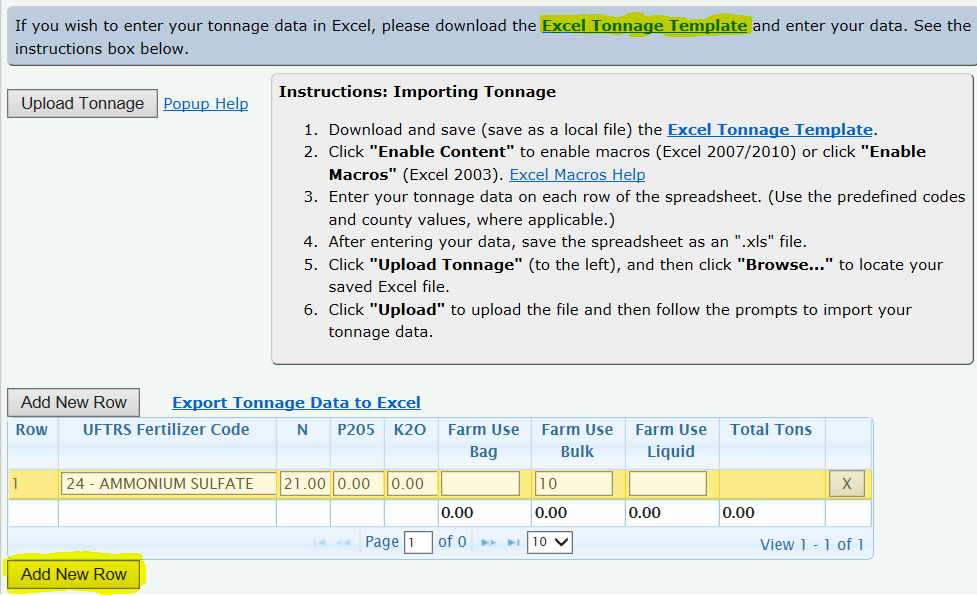 If you wish to enter your tonnage data in Excel, please download the Excel Tonnage Template and enter your data. See the
instructions box below.
Upload Tonnage Popup Help
Instructions: Importing Tonnage
1. Download and save (save as a local file) the Excel Tonnage Template.
2. Click "Enable Content" to enable macros (Excel 2007/2010) or click "Enable
Macros" (Excel 2003). Excel Macros Help
3. Enter your tonnage data on each row of the spreadsheet. (Use the predefined codes
and county values, where applicable.)
4. After entering your data, save the spreadsheet as an ".xls" file.
5. Click "Upload Tonnage" (to the left), and then click "Browse..." to locate your
saved Excel file.
6. Click "Upload" to upload the file and then follow the prompts to import your
tonnage data.
Add New Row Export Tonnage Data to Excel
Row UFTRS Fertilizer Code N P205 K2O Farm Use Bag Farm Use Bulk Farm Use Liquid Total Tons
1 24 - AMMONIUM SULFATE 21.00 0.00 0.00 10 X
0.00 0.00 0.00 0.00
Page 1 of 0 10 View 1 - 1 of 1
Add New Row